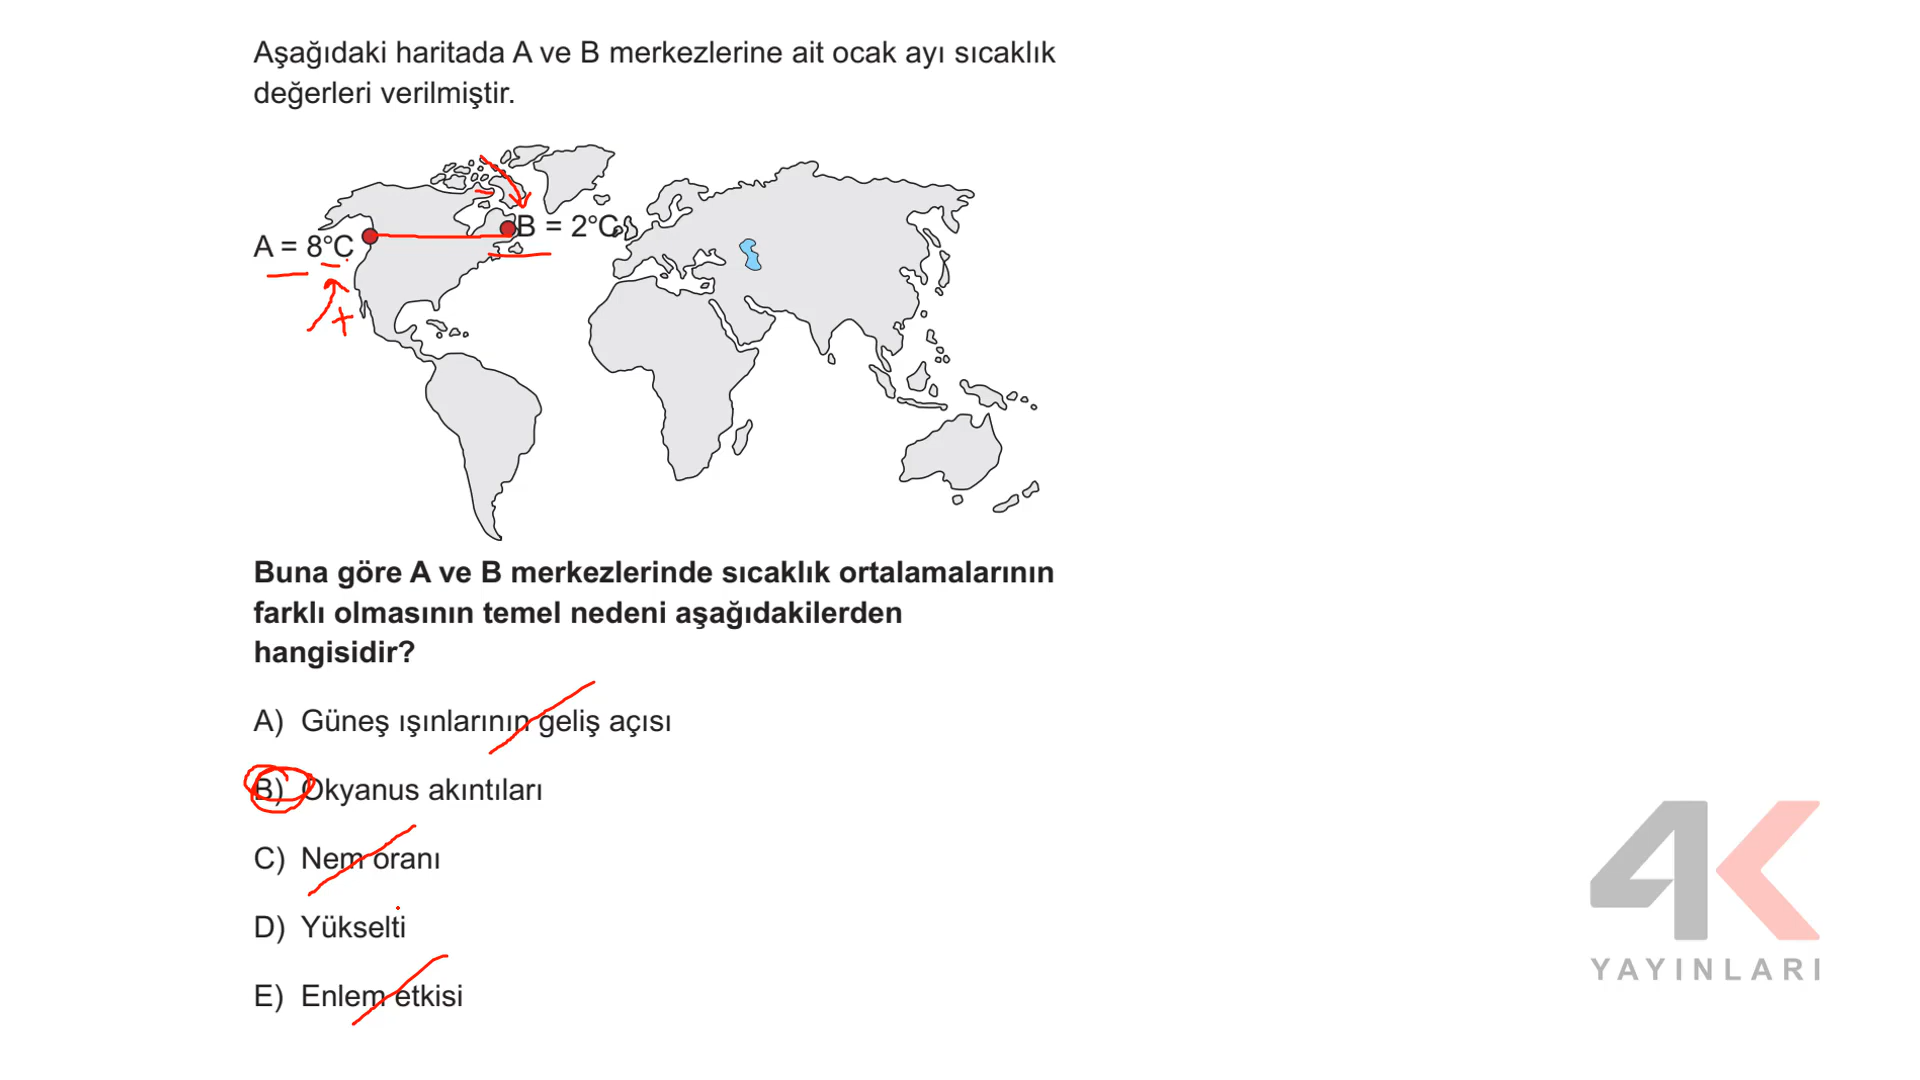 Aşağıdaki haritada A ve B merkezlerine ait ocak ayı sıcaklık
değerleri verilmiştir.
B = 2°C
A = 8°C
+
Buna göre A ve B merkezlerinde sıcaklık ortalamalarının
farklı olmasının temel nedeni aşağıdakilerden
hangisidir?
A) Güneş ışınlarının geliş açısı
B) Okyanus akıntıları
C) Nem oranı
D) Yükselti
E) Enlem etkisi
4K
YAYINLARI